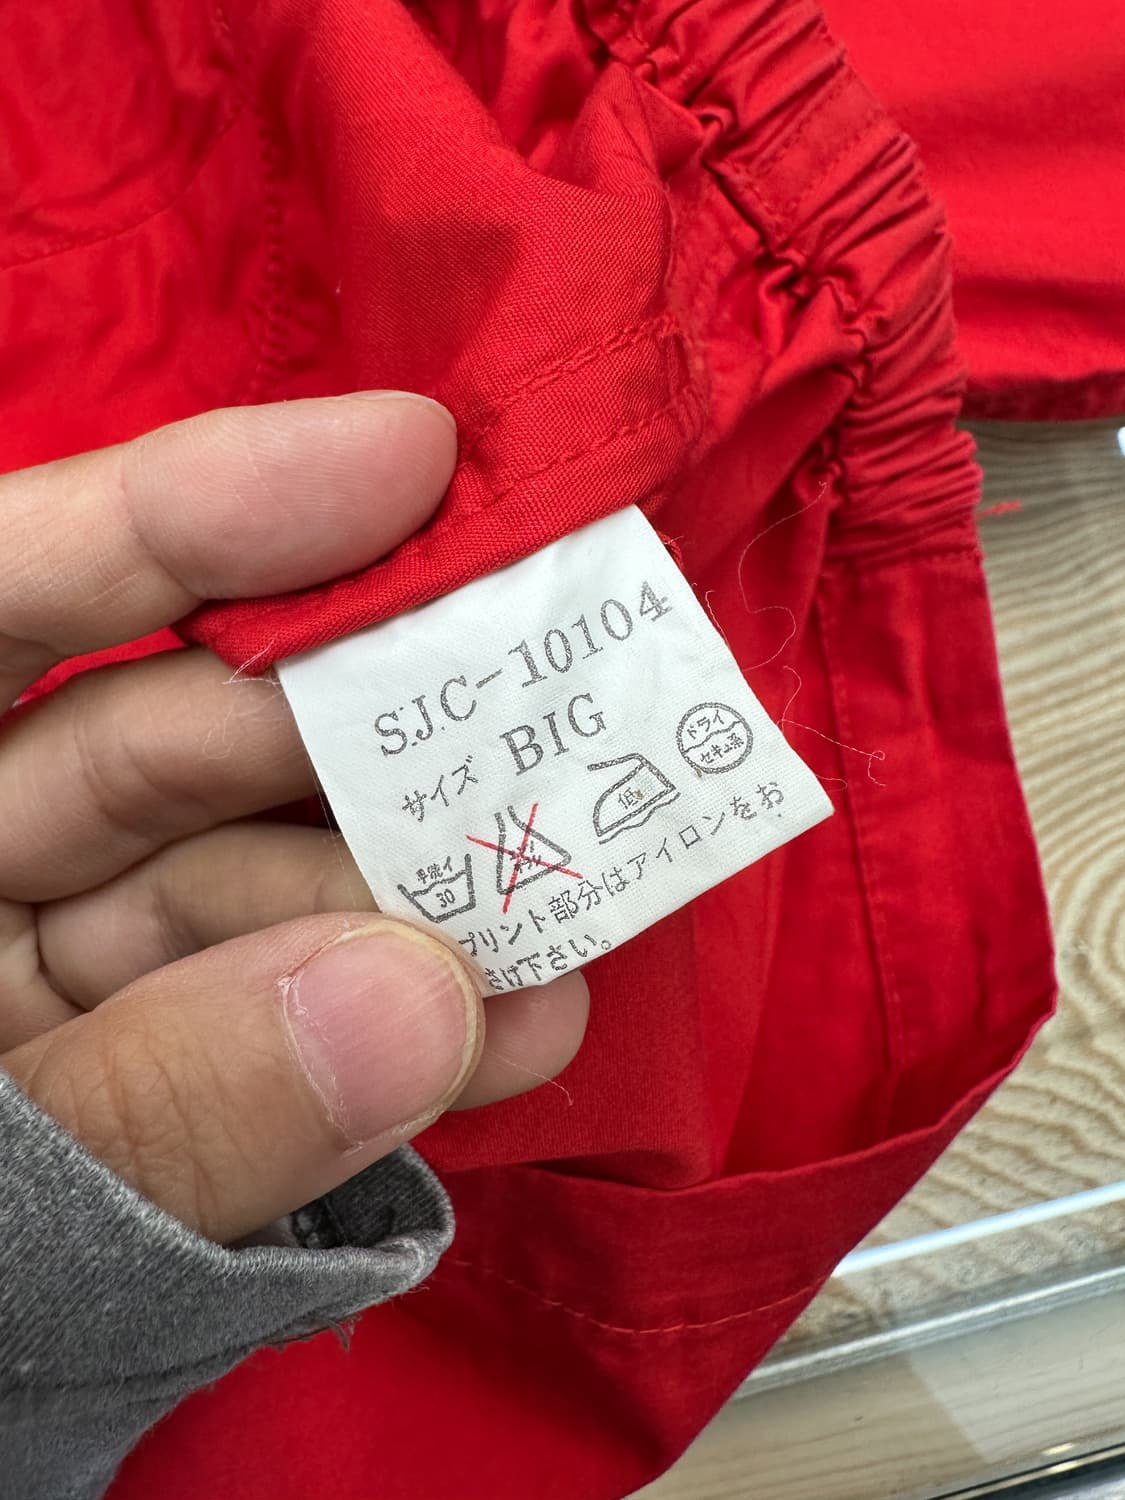 S.J.C-10104
サイズ BIG
手洗イ
30
低
ドライ
セキユ系
プリント部分はアイロンをお
さけ下さい。